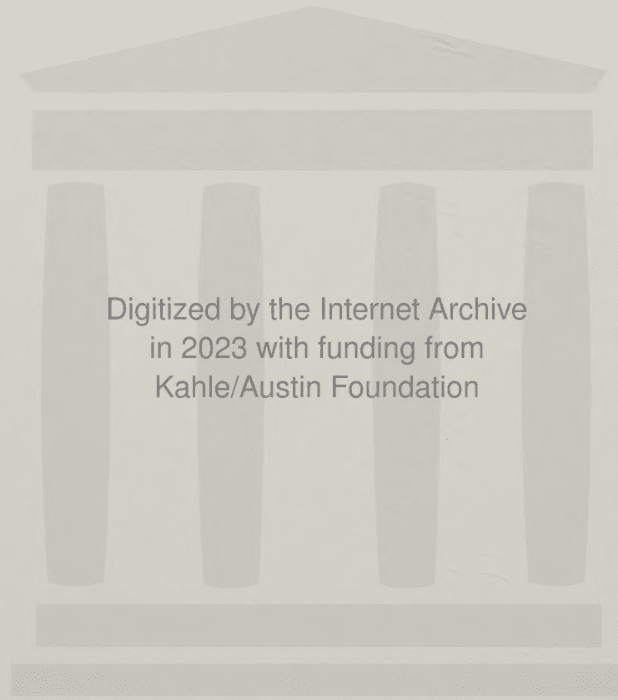 Digitized by the Internet Archive
in 2023 with funding from
Kahle/Austin Foundation